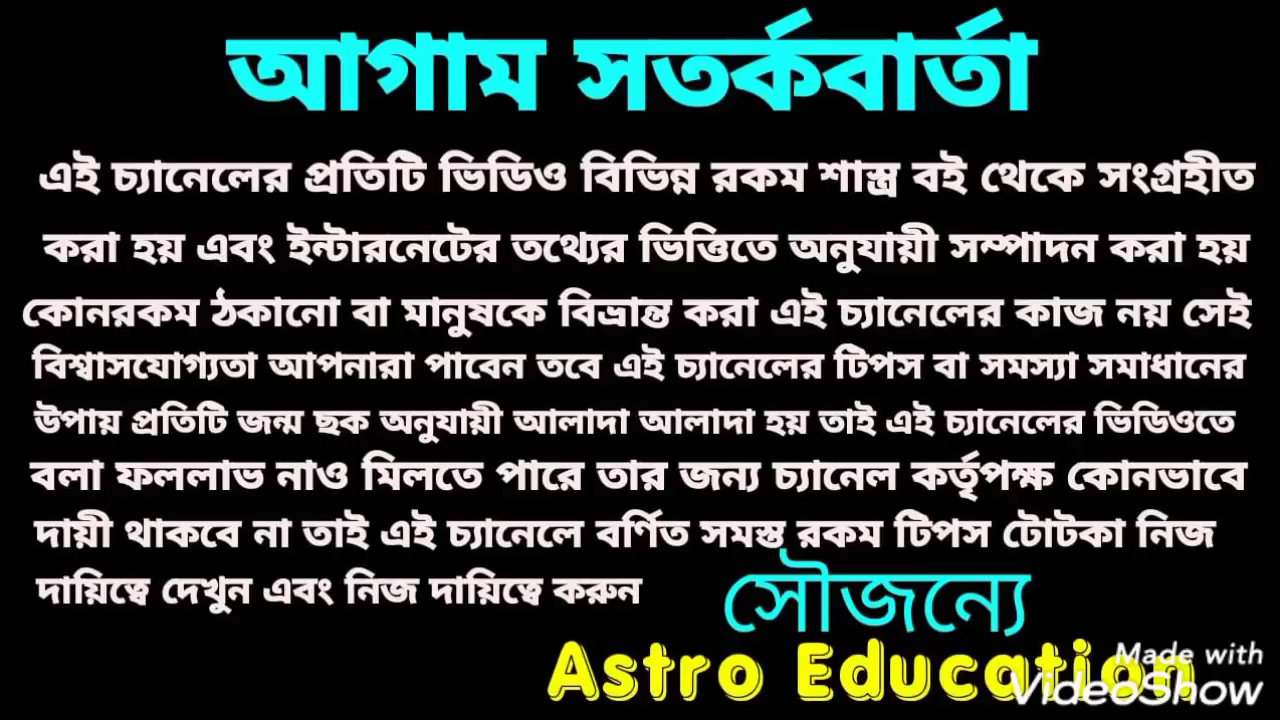 আগাম সতর্কবার্তা
এই চ্যানেলের প্রতিটি ভিডিও বিভিন্ন রকম শাস্ত্র বই থেকে সংগ্রহীত
করা হয় এবং ইন্টারনেটের তথ্যের ভিত্তিতে অনুযায়ী সম্পাদন করা হয়
কোনরকম ঠকানো বা মানুষকে বিভ্রান্ত করা এই চ্যানেলের কাজ নয় সেই
বিশ্বাসযোগ্যতা আপনারা পাবেন তবে এই চ্যানেলের টিপস বা সমস্যা সমাধানের
উপায় প্রতিটি জন্ম ছক অনুযায়ী আলাদা আলাদা হয় তাই এই চ্যানেলের ভিডিওতে
বলা ফললাভ নাও মিলতে পারে তার জন্য চ্যানেল কর্তৃপক্ষ কোনভাবে
দায়ী থাকবে না তাই এই চ্যানেলে বর্ণিত সমস্ত রকম টিপস টোটকা নিজ
দায়িত্বে দেখুন এবং নিজ দায়িত্বে করুন
সৌজন্যে
Astro Education
Made with
VideoShow